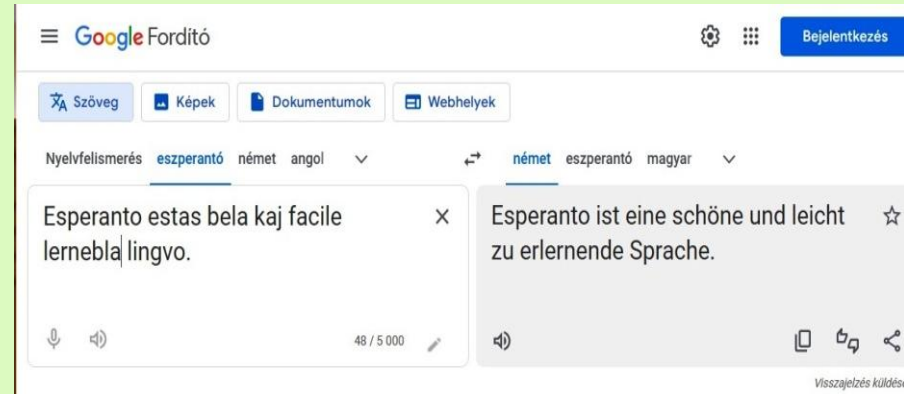 Google Fordító
Bejelentkezés
Szöveg Képek Dokumentumok Webhelyek
Nyelvfelismerés eszperantó német angol német eszperantó magyar
Esperanto estas bela kaj facile
lernebla lingvo.
Esperanto ist eine schöne und leicht
zu erlernende Sprache.
48 / 5 000
Visszajelzés küldése